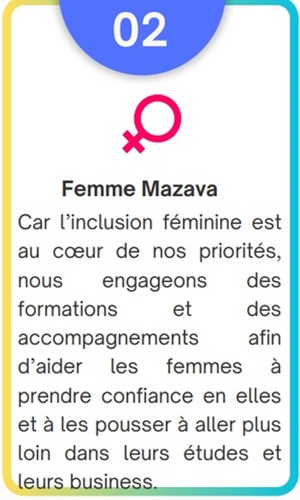 02
Femme Mazava
Car l’inclusion féminine est
au cœur de nos priorités,
nous engageons des
formations et des
accompagnements afin
d’aider les femmes à
prendre confiance en elles
et à les pousser à aller plus
loin dans leurs études et
leurs business.